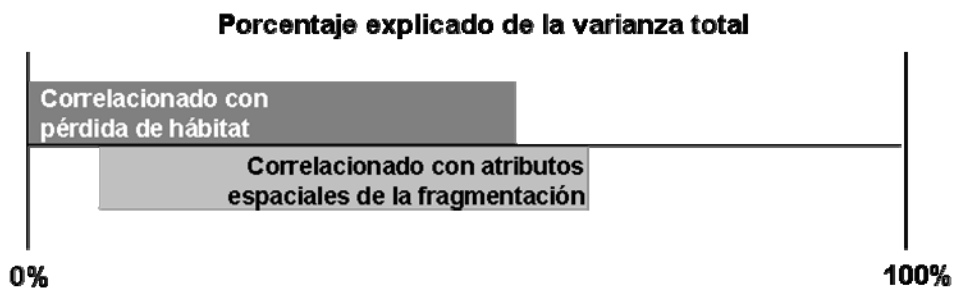 Porcentaje explicado de la varianza total
Correlacionado con
pérdida de hábitat
Correlacionado con atributos
espaciales de la fragmentación
0%
100%